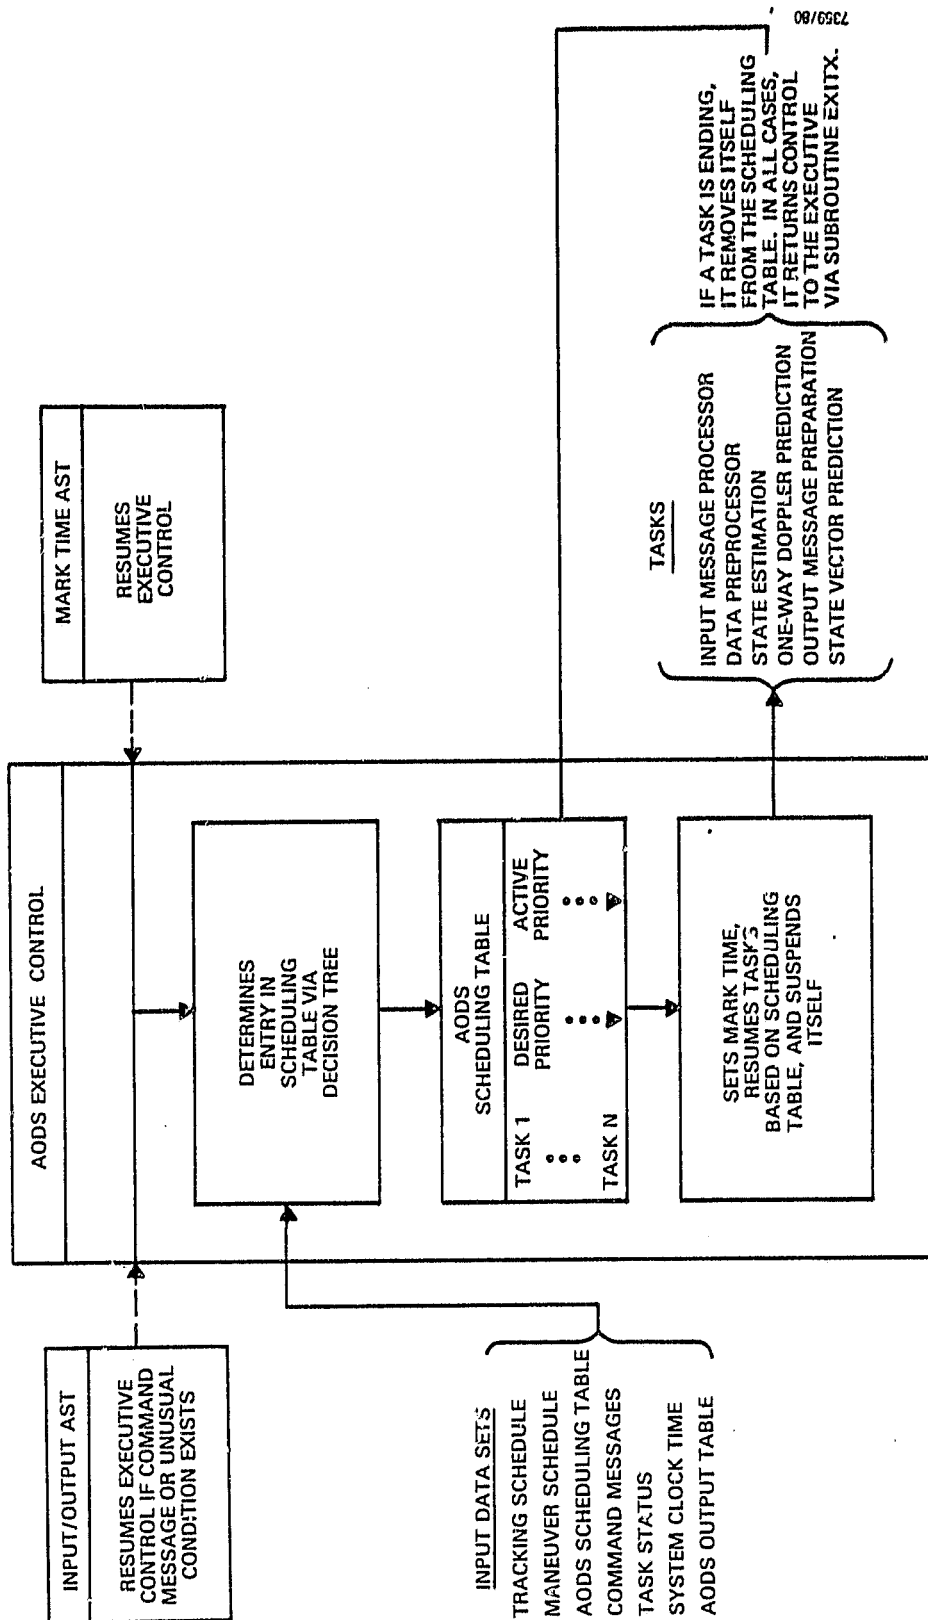 INPUT/OUTPUT AST
RESUMES EXECUTIVE
CONTROL IF COMMAND
MESSAGE OR UNUSUAL
CONDITION EXISTS
AODS EXECUTIVE CONTROL
MARK TIME AST
RESUMES
EXECUTIVE
CONTROL
DETERMINES
ENTRY IN
SCHEDULING
TABLE VIA
DECISION TREE
AODS
SCHEDULING TABLE
TASK 1 DESIRED PRIORITY ACTIVE PRIORITY
TASK N
SETS MARK TIME,
RESUMES TASKS
BASED ON SCHEDULING
TABLE, AND SUSPENDS
ITSELF
INPUT DATA SETS
TRACKING SCHEDULE
MANEUVER SCHEDULE
AODS SCHEDULING TABLE
COMMAND MESSAGES
TASK STATUS
SYSTEM CLOCK TIME
AODS OUTPUT TABLE
TASKS
INPUT MESSAGE PROCESSOR
DATA PREPROCESSOR
STATE ESTIMATION
ONE-WAY DOPPLER PREDICTION
OUTPUT MESSAGE PREPARATION
STATE VECTOR PREDICTION
IF A TASK IS ENDING,
IT REMOVES ITSELF
FROM THE SCHEDULING
TABLE. IN ALL CASES,
IT RETURNS CONTROL
TO THE EXECUTIVE
VIA SUBROUTINE EXITX.
7359/80